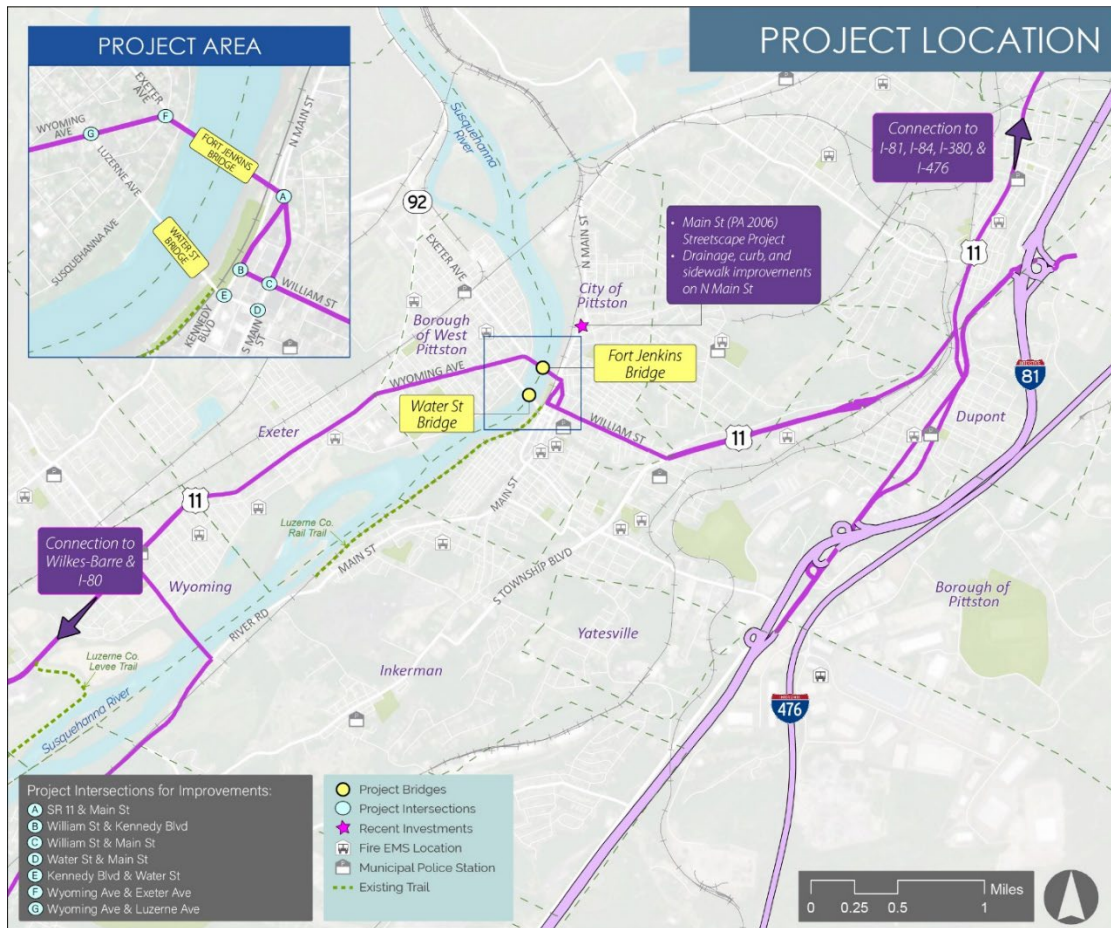 PROJECT LOCATION
PROJECT AREA
EXETER
AVE
N MAIN ST
WYOMING
AVE
F
G
FORT JENKINS
BRIDGE
LUZERNE AVE
A
SUSQUEHANNA AVE
WATER ST
BRIDGE
B
C
WILLIAM ST
E
D
KENNEDY
BLVD
S MAIN
ST
Susquehanna
River
92
Connection to
I-81, I-84, I-380, &
I-476
11
• Main St (PA 2006)
Streetscape Project
• Drainage, curb, and
sidewalk improvements
on N Main St
N MAIN ST
EXETER AVE
City of
Pittston
Borough
of West
Pittston
WYOMING AVE
Fort Jenkins
Bridge
Water St
Bridge
81
WILLIAM ST
11
Dupont
Exeter
MAIN ST
11
Luzerne Co.
Rail Trail
Connection to
Wilkes-Barre &
I-80
Wyoming
MAIN ST
S TOWNSHIP BLVD
RIVER RD
Yatesville
Borough of
Pittston
Inkerman
Luzerne Co.
Levee Trail
Susquehanna River
476
Project Intersections for Improvements:
A SR 11 & Main St
B William St & Kennedy Blvd
C William St & Main St
D Water St & Main St
E Kennedy Blvd & Water St
F Wyoming Ave & Exeter Ave
G Wyoming Ave & Luzerne Ave
Project Bridges
Project Intersections
Recent Investments
Fire EMS Location
Municipal Police Station
Existing Trail
Miles
0 0.25 0.5 1